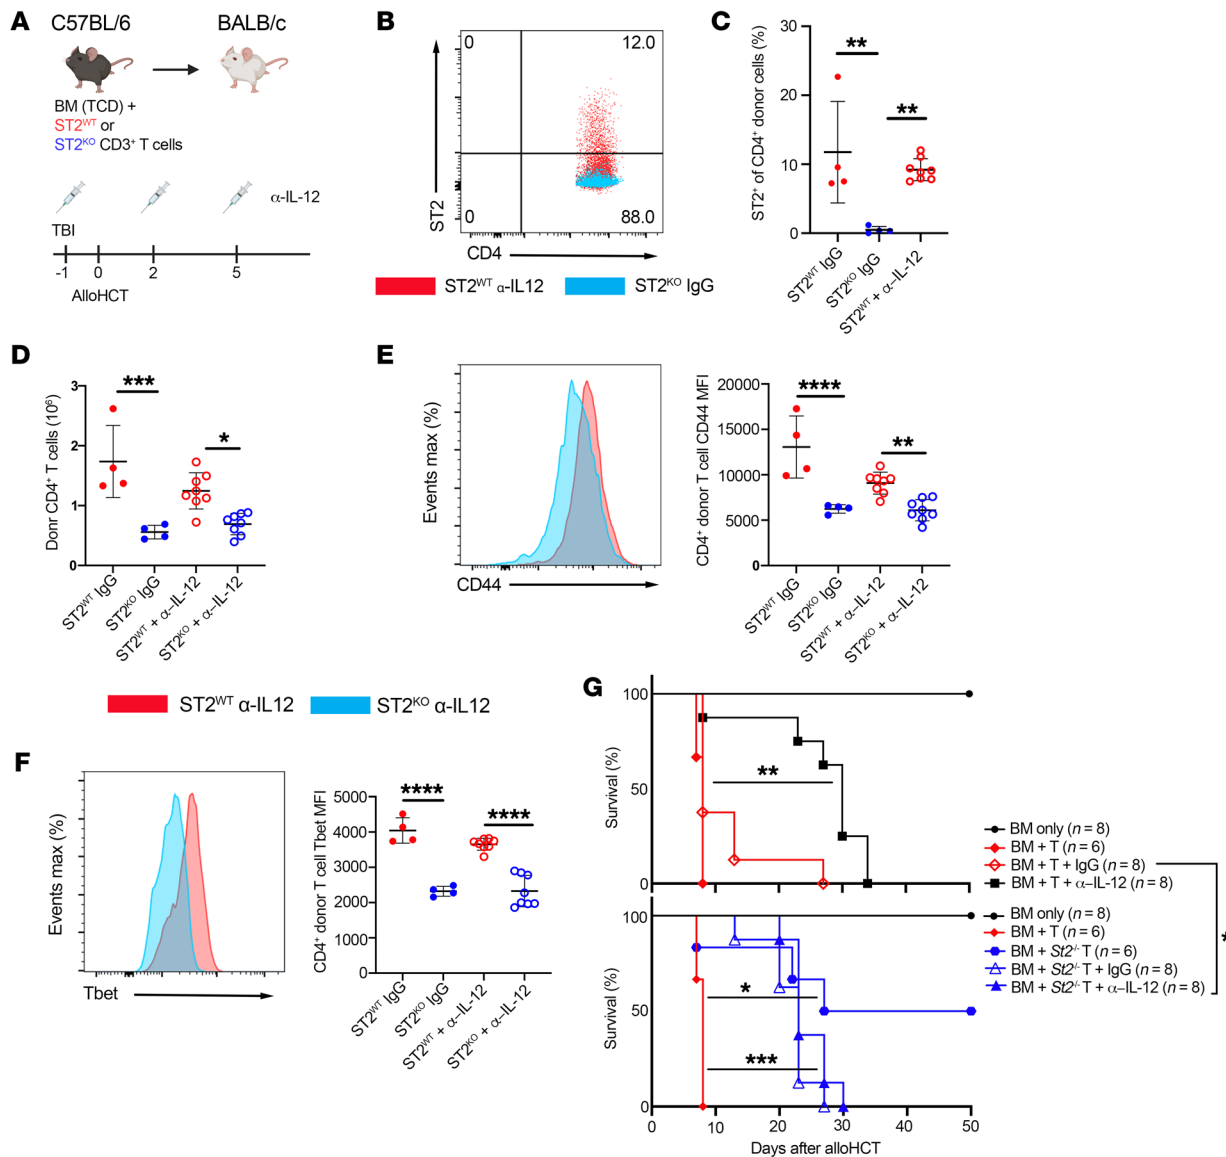 A
C57BL/6
BALB/c
BM (TCD) +
ST2WT or
ST2KO CD3+ T cells
α-IL-12
TBI
-1 0 2 5
AlloHCT
B
0
12.0
0
88.0
ST2
CD4
ST2WT α-IL12
ST2KO IgG
C
ST2+ of CD4+ donor cells (%)
30
20
10
0
**
**
ST2WT IgG
ST2KO IgG
ST2WT + α–IL-12
D
Donr CD4+ T cells (106)
3
2
1
0
***
*
ST2WT IgG
ST2KO IgG
ST2WT + α–IL-12
ST2KO + α–IL-12
E
Events max (%)
CD44
CD4+ donor T cell CD44 MFI
20000
15000
10000
5000
0
****
**
ST2WT IgG
ST2KO IgG
ST2WT + α–IL-12
ST2KO + α–IL-12
ST2WT α-IL12
ST2KO α-IL12
F
Events max (%)
Tbet
CD4+ donor T cell Tbet MFI
5000
4000
3000
2000
1000
0
****
****
ST2WT IgG
ST2KO IgG
ST2WT + α–IL-12
ST2KO + α–IL-12
G
Survival (%)
100
50
0
**
BM only (n = 8)
BM + T (n = 6)
BM + T + IgG (n = 8)
BM + T + α–IL-12 (n = 8)
Survival (%)
100
50
0
*
***
BM only (n = 8)
BM + T (n = 6)
BM + St2-/- T (n = 6)
BM + St2-/- T + IgG (n = 8)
BM + St2-/- T + α–IL-12 (n = 8)
*
0 10 20 30 40 50
Days after alloHCT